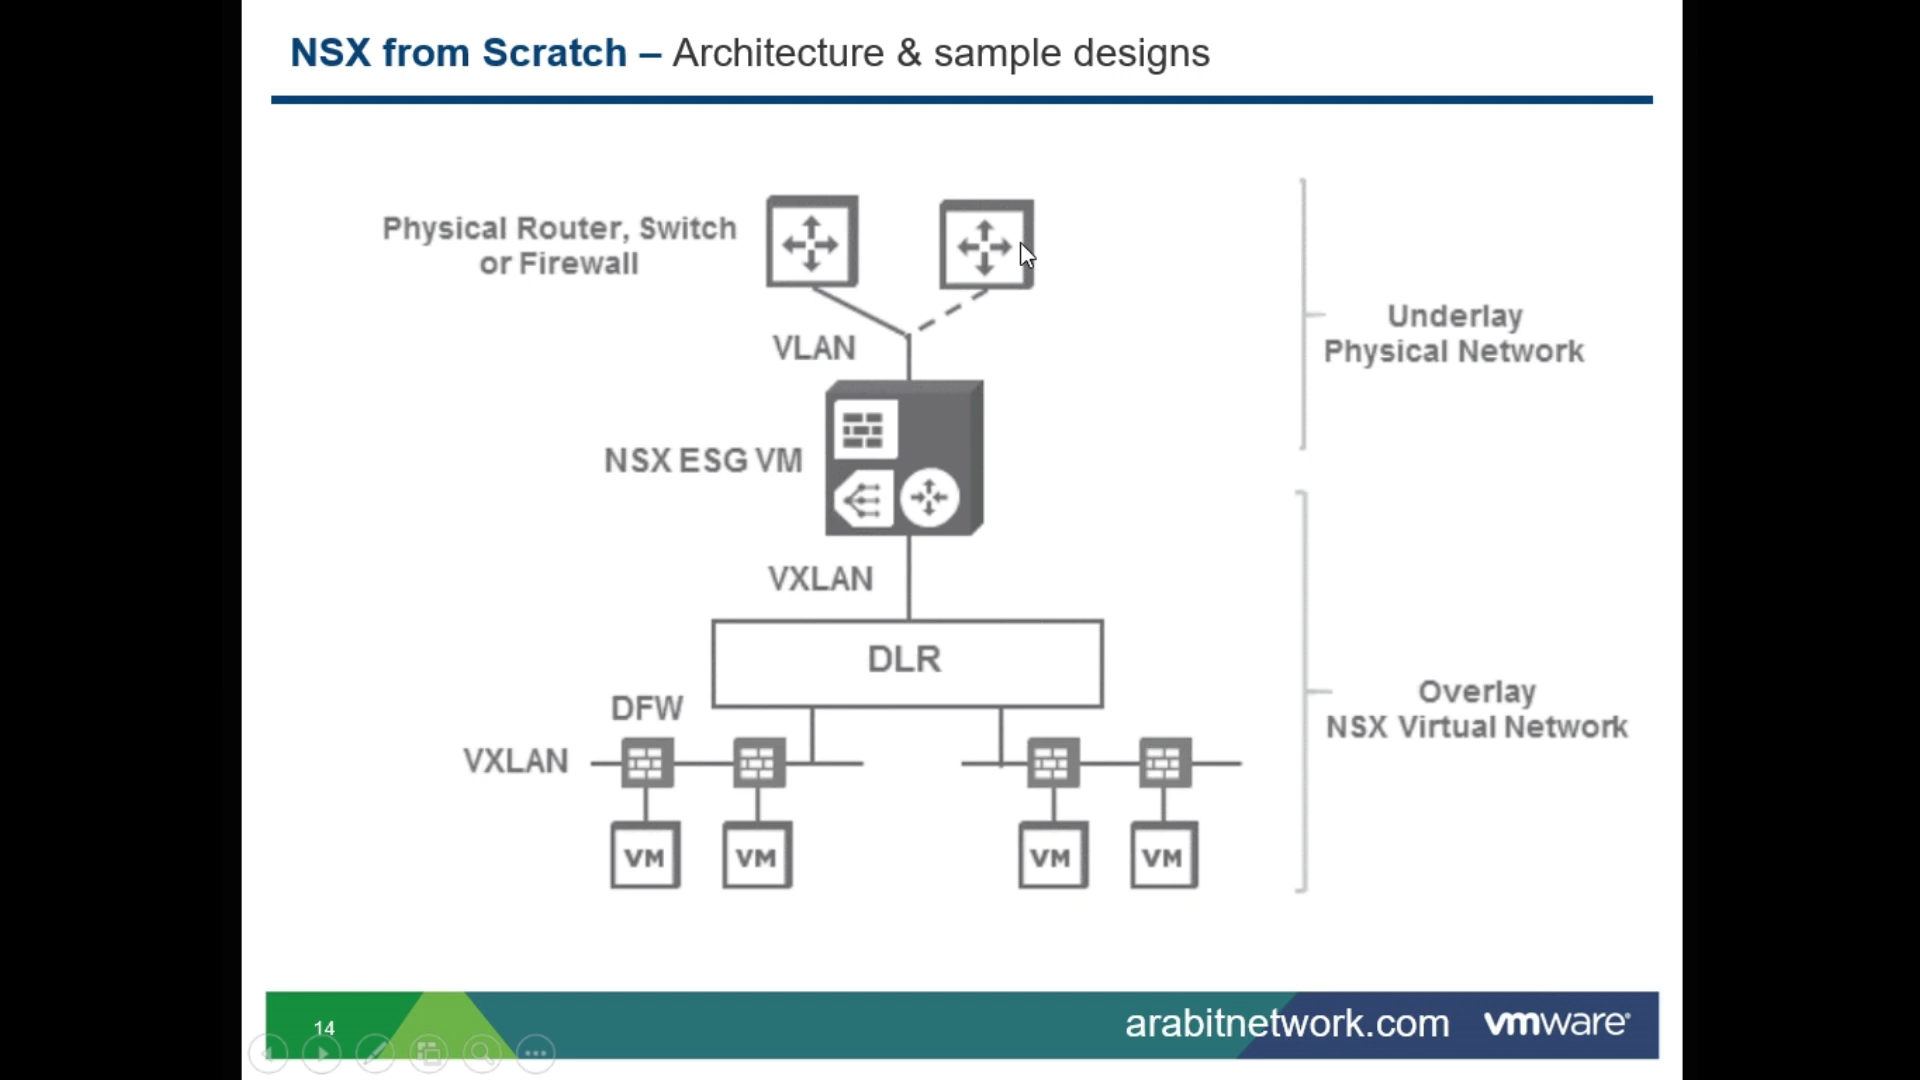 NSX from Scratch – Architecture & sample designs
Physical Router, Switch
or Firewall
VLAN
Underlay
Physical Network
NSX ESG VM
VXLAN
DLR
DFW
VXLAN
Overlay
NSX Virtual Network
VM VM VM VM
14
arabitnetwork.com
vmware®